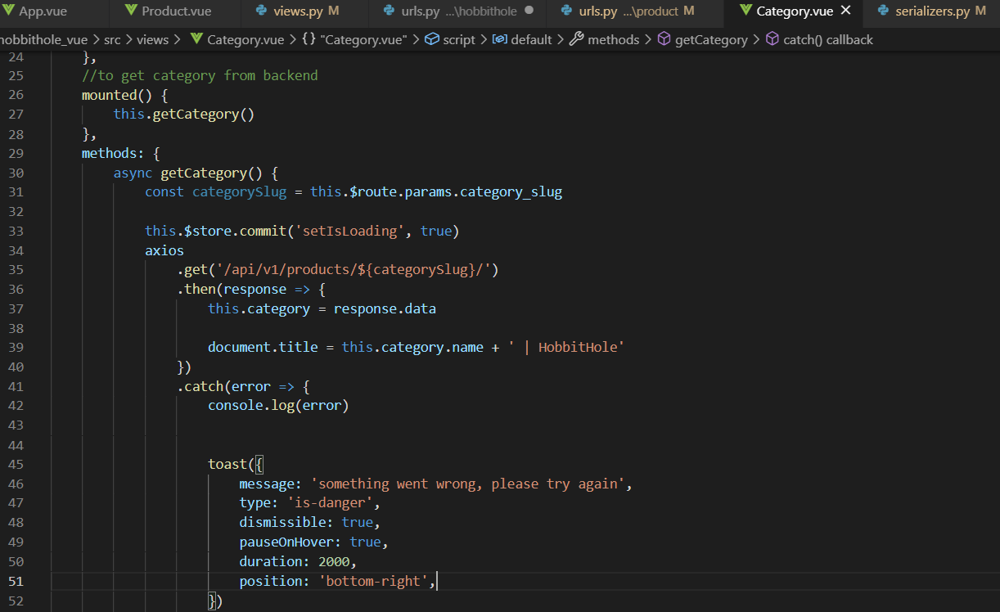 App.vue Product.vue views.py M urls.py ...\hobbithole urls.py ...\product M Category.vue serializers.py M
hobbithole_vue > src > views > Category.vue > {} "Category.vue" > script > default > methods > getCategory > catch() callback
24 },
25 //to get category from backend
26 mounted() {
27 this.getCategory()
28 },
29 methods: {
30 async getCategory() {
31 const categorySlug = this.$route.params.category_slug
32
33 this.$store.commit('setIsLoading', true)
34 axios
35 .get('/api/v1/products/${categorySlug}/')
36 .then(response => {
37 this.category = response.data
38
39 document.title = this.category.name + ' | HobbitHole'
40 })
41 .catch(error => {
42 console.log(error)
43
44
45 toast({
46 message: 'something went wrong, please try again',
47 type: 'is-danger',
48 dismissible: true,
49 pauseOnHover: true,
50 duration: 2000,
51 position: 'bottom-right',
52 })